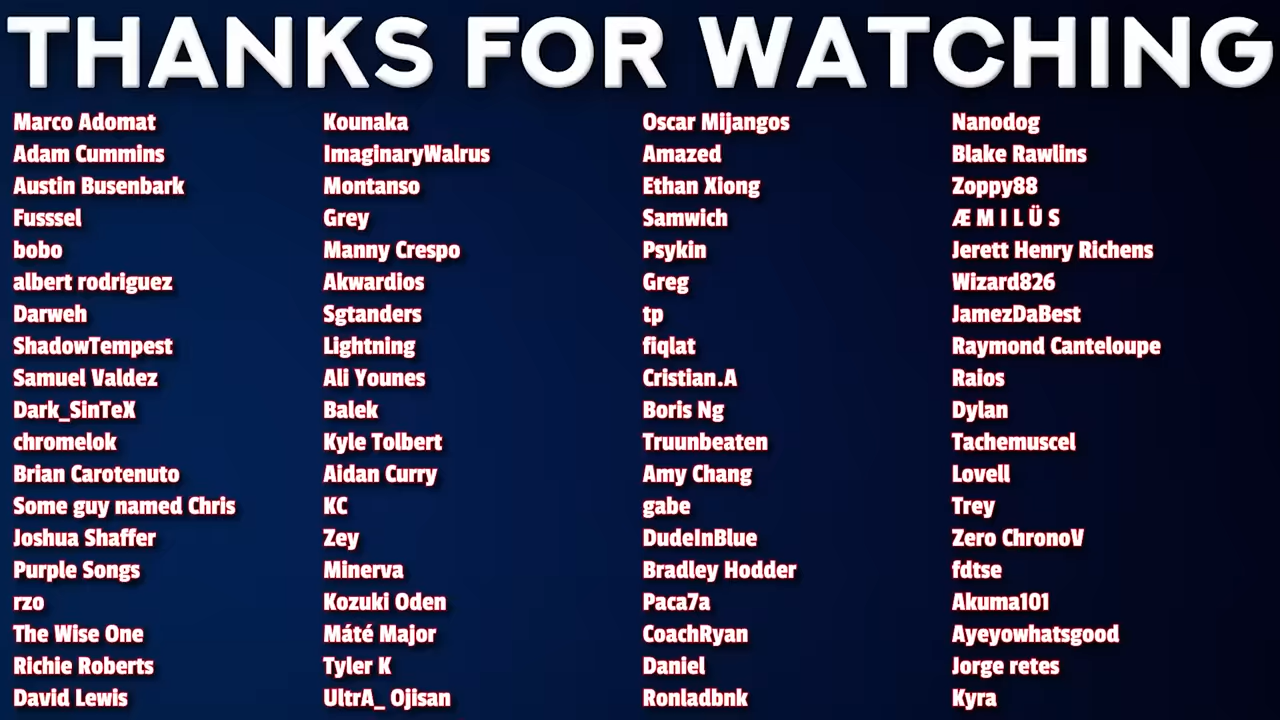 THANKS FOR WATCHING
Marco Adomat
Adam Cummins
Austin Busenbark
Fusssel
bobo
albert rodriguez
Darweh
ShadowTempest
Samuel Valdez
Dark_SinTeX
chromelok
Brian Carotenuto
Some guy named Chris
Joshua Shaffer
Purple Songs
rzo
The Wise One
Richie Roberts
David Lewis
Kounaka
ImaginaryWalrus
Montanso
Grey
Manny Crespo
Akwardios
Sgtanders
Lightning
Ali Younes
Balek
Kyle Tolbert
Aidan Curry
KC
Zey
Minerva
Kozuki Oden
Máté Major
Tyler K
UltrA_ Ojisan
Oscar Mijangos
Amazed
Ethan Xiong
Samwich
Psykin
Greg
tp
fiqlat
Cristian.A
Boris Ng
Truunbeaten
Amy Chang
gabe
DudeInBlue
Bradley Hodder
Paca7a
CoachRyan
Daniel
Ronladbnk
Nanodog
Blake Rawlins
Zoppy88
Æ M I L Ü S
Jerett Henry Richens
Wizard826
JamezDaBest
Raymond Canteloupe
Raios
Dylan
Tachemuscel
Lovell
Trey
Zero ChronoV
fdtse
Akuma101
Ayeyowhatsgood
Jorge retes
Kyra